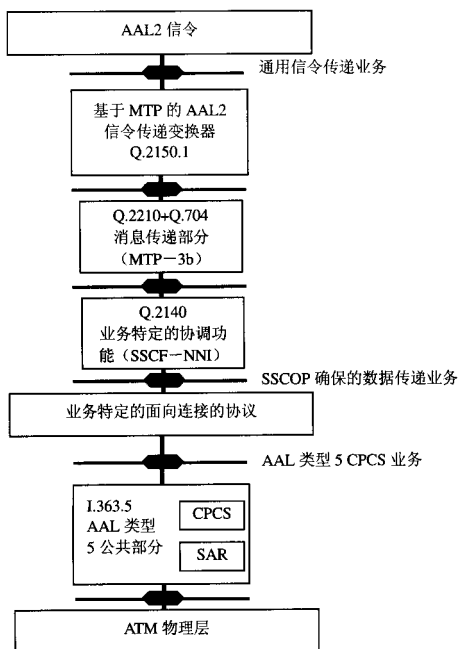 AAL2 信令
通用信令传递业务
基于 MTP 的 AAL2
信令传递变换器
Q.2150.1
Q.2210+Q.704
消息传递部分
（MTP－3b）
Q.2140
业务特定的协调功
能（SSCF－NNI）
SSCOP 确保的数据传递业务
业务特定的面向连接的协议
AAL 类型 5 CPCS 业务
I.363.5
AAL 类型
5 公共部分
CPCS
SAR
ATM 物理层